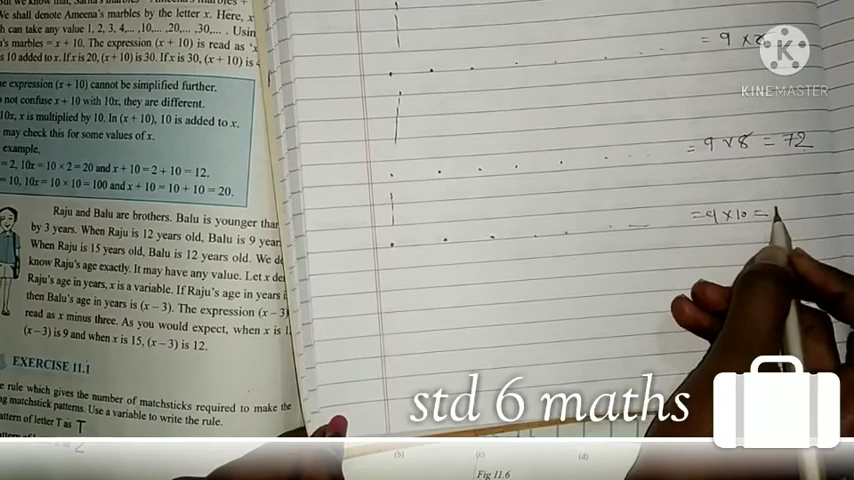 We shall denote Ameena's marbles by the letter x. Here, x
h can take any value 1, 2, 3, 4,... ,10,... ,20,... ,30,... . Usin
's marbles = x + 10. The expression (x + 10) is read as 'x
s 10 added to x. If x is 20, (x + 10) is 30. If x is 30, (x + 10) is
e expression (x + 10) cannot be simplified further.
not confuse x + 10 with 10x, they are different.
10x, x is multiplied by 10. In (x + 10), 10 is added to x.
may check this for some values of x.
example,
= 2, 10x = 10 × 2 = 20 and x + 10 = 2 + 10 = 12.
= 10, 10x = 10 × 10 = 100 and x + 10 = 10 + 10 = 20.
Raju and Balu are brothers. Balu is younger than
by 3 years. When Raju is 12 years old, Balu is 9 year
When Raju is 15 years old, Balu is 12 years old. We d
know Raju's age exactly. It may have any value. Let x de
Raju's age in years, x is a variable. If Raju's age in years
then Balu's age in years is (x – 3). The expression (x – 3)
read as x minus three. As you would expect, when x is 1
(x – 3) is 9 and when x is 15, (x – 3) is 12.
EXERCISE 11.1
e rule which gives the number of matchsticks required to make the
ng matchstick patterns. Use a variable to write the rule.
attern of letter T as T
= 9 ×
= 9 × 8 = 72
= 9 × 10 =
KINEMASTER
std 6 maths
(b) (c) (d)
Fig 11.6